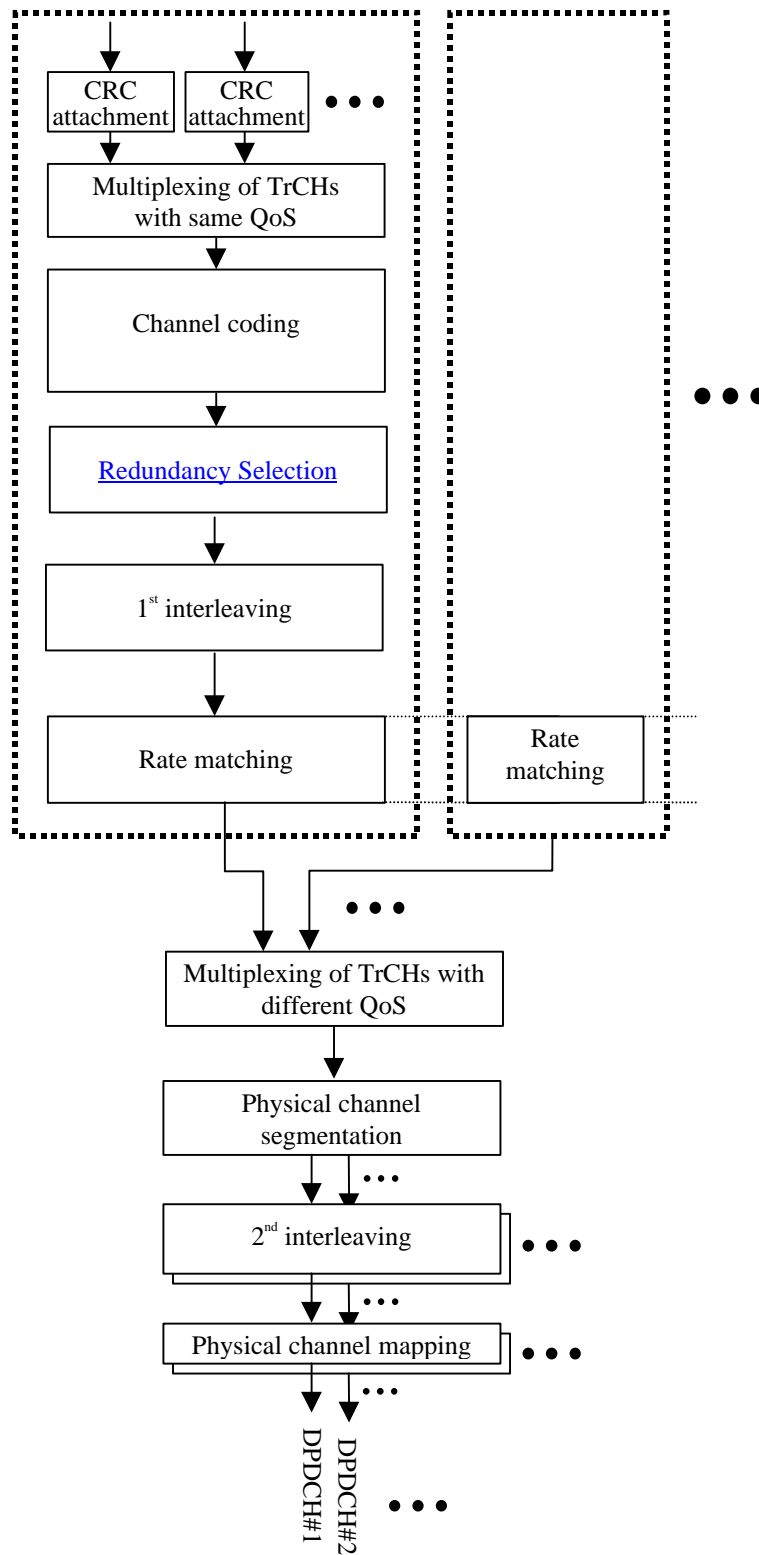 CRC
attachment
CRC
attachment
Multiplexing of TrCHs
with same QoS
Channel coding
Redundancy Selection
1st interleaving
Rate matching
Rate
matching
Multiplexing of TrCHs with
different QoS
Physical channel
segmentation
2nd interleaving
Physical channel mapping
DPDCH#1
DPDCH#2